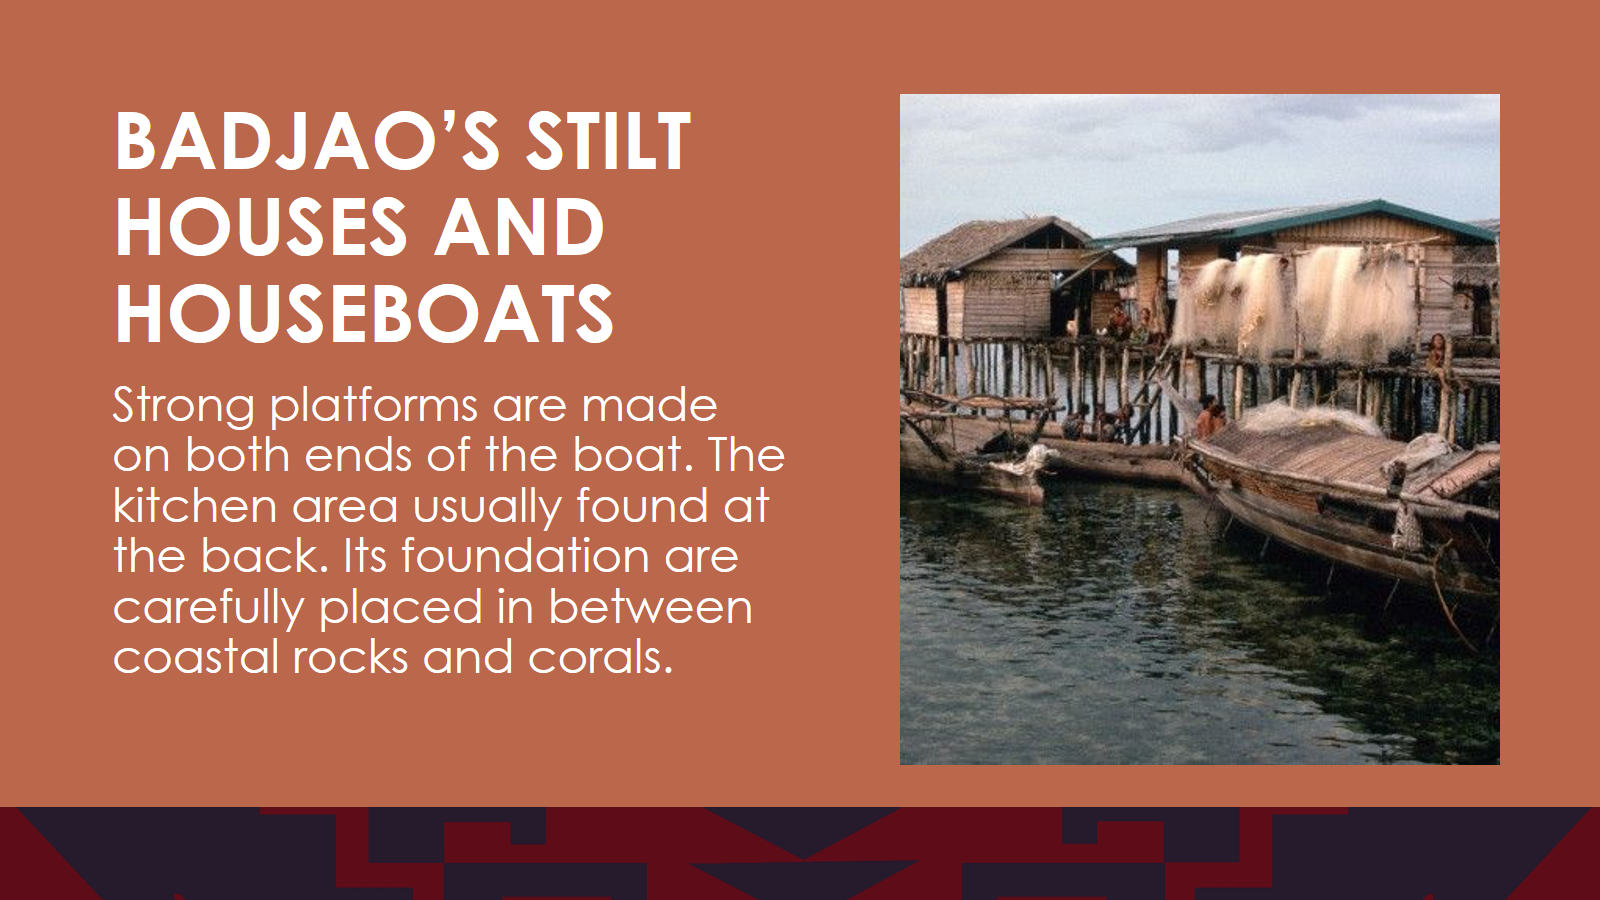 BADJAO’S STILT
HOUSES AND
HOUSEBOATS
Strong platforms are made
on both ends of the boat. The
kitchen area usually found at
the back. Its foundation are
carefully placed in between
coastal rocks and corals.